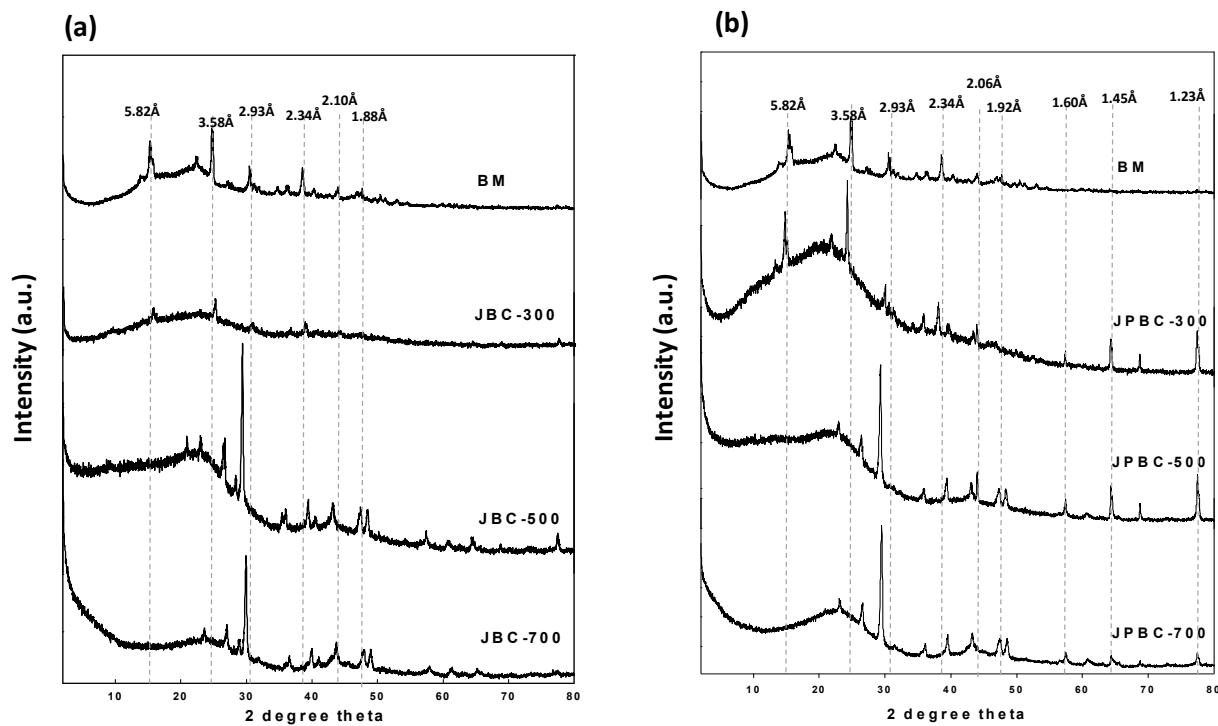 (a)
5.82Å
3.58Å
2.93Å
2.34Å
2.10Å
1.88Å
BM
JBC-300
JBC-500
JBC-700
Intensity (a.u.)
10 20 30 40 50 60 70 80
2 degree theta
(b)
5.82Å
3.58Å
2.93Å
2.34Å
2.06Å
1.92Å
1.60Å
1.45Å
1.23Å
BM
JPBC-300
JPBC-500
JPBC-700
Intensity (a.u.)
10 20 30 40 50 60 70 80
2 degree theta